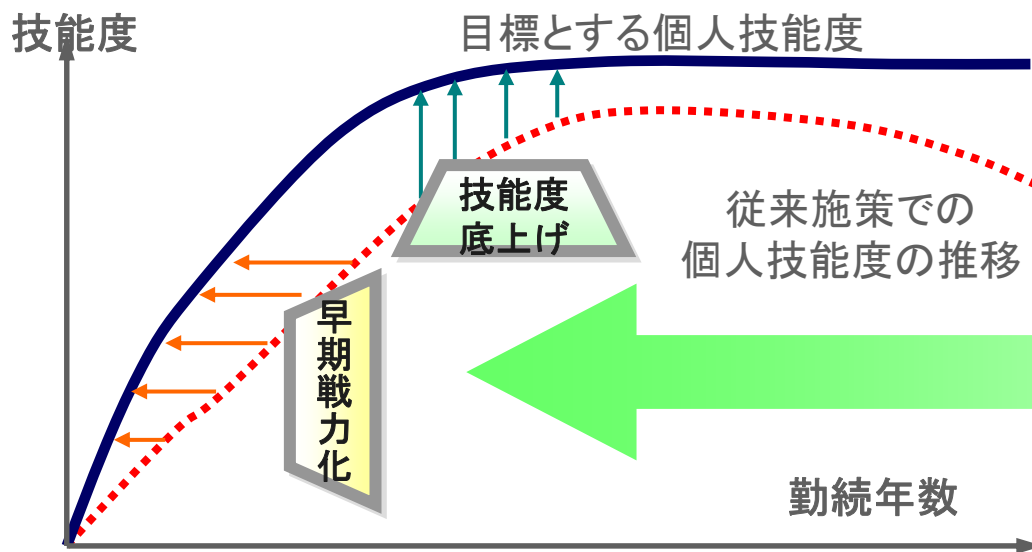 技能度
目標とする個人技能度
技能度
底上げ
従来施策での
個人技能度の推移
早期戦力化
勤続年数